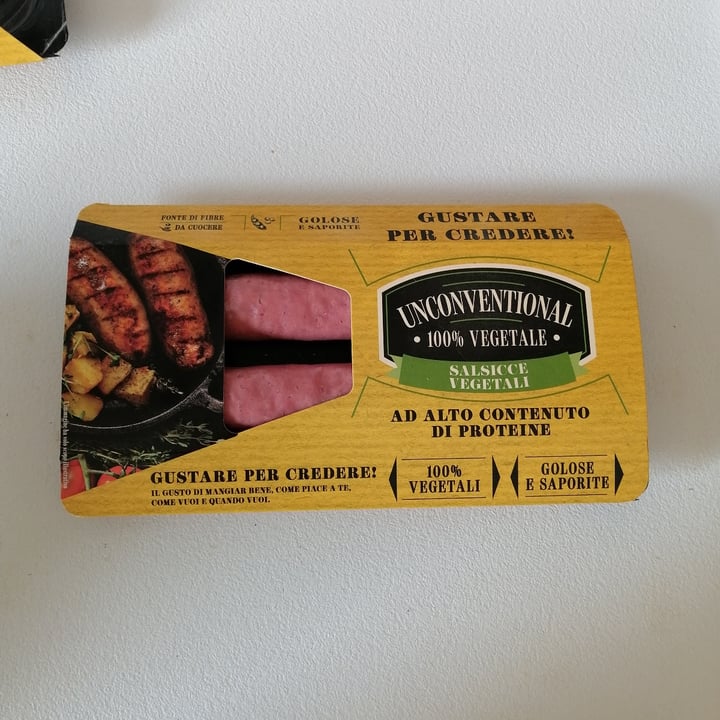 FONTE DI FIBRE
DA CUOCERE
GOLOSE
E SAPORITE
GUSTARE
PER CREDERE!
UNCONVENTIONAL
• 100% VEGETALE •
SALSICCE
VEGETALI
AD ALTO CONTENUTO
DI PROTEINE
GUSTARE PER CREDERE!
IL GUSTO DI MANGIAR BENE, COME PIACE A TE,
COME VUOI E QUANDO VUOI.
100%
VEGETALI
GOLOSE
E SAPORITE